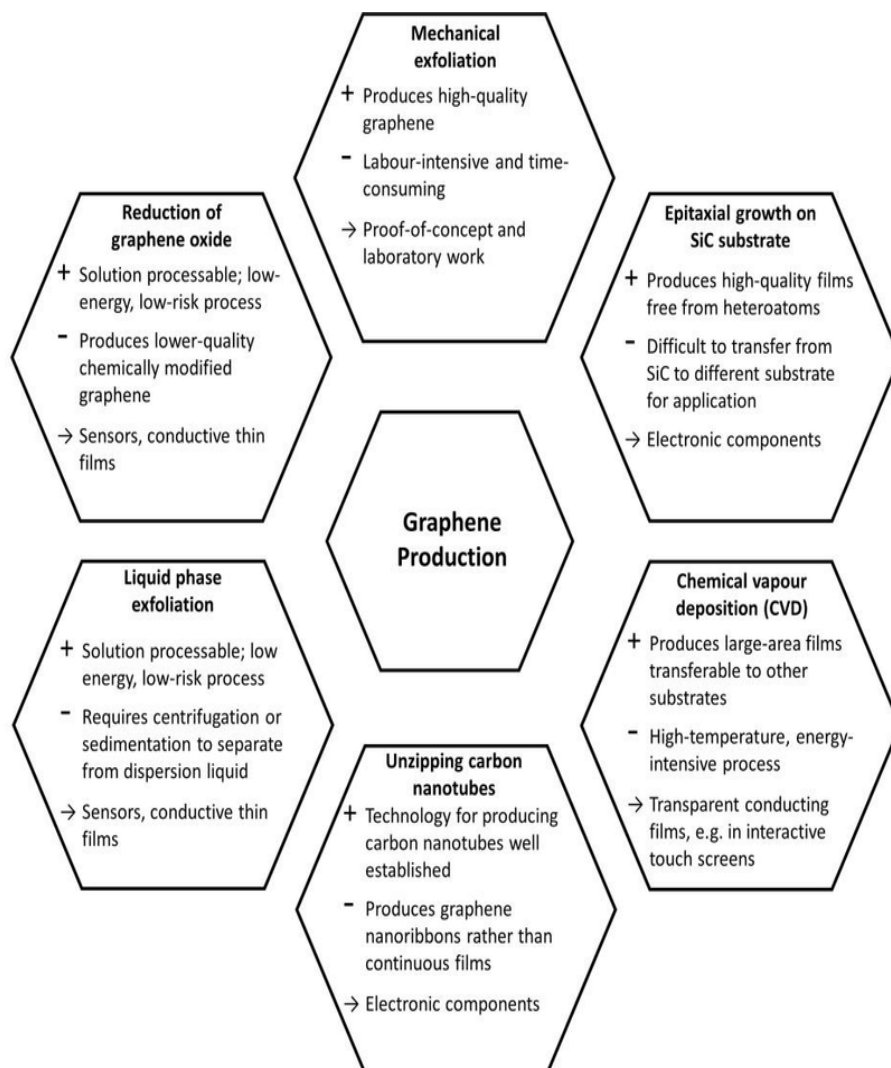 Mechanical
exfoliation
+ Produces high-quality
graphene
- Labour-intensive and time-
consuming
→ Proof-of-concept and
laboratory work
Reduction of
graphene oxide
+ Solution processable; low-
energy, low-risk process
- Produces lower-quality
chemically modified
graphene
→ Sensors, conductive thin
films
Epitaxial growth on
SiC substrate
+ Produces high-quality films
free from heteroatoms
- Difficult to transfer from
SiC to different substrate
for application
→ Electronic components
Graphene
Production
Liquid phase
exfoliation
+ Solution processable; low
energy, low-risk process
- Requires centrifugation or
sedimentation to separate
from dispersion liquid
→ Sensors, conductive thin
films
Chemical vapour
deposition (CVD)
+ Produces large-area films
transferable to other
substrates
- High-temperature, energy-
intensive process
→ Transparent conducting
films, e.g. in interactive
touch screens
Unzipping carbon
nanotubes
+ Technology for producing
carbon nanotubes well
established
- Produces graphene
nanoribbons rather than
continuous films
→ Electronic components